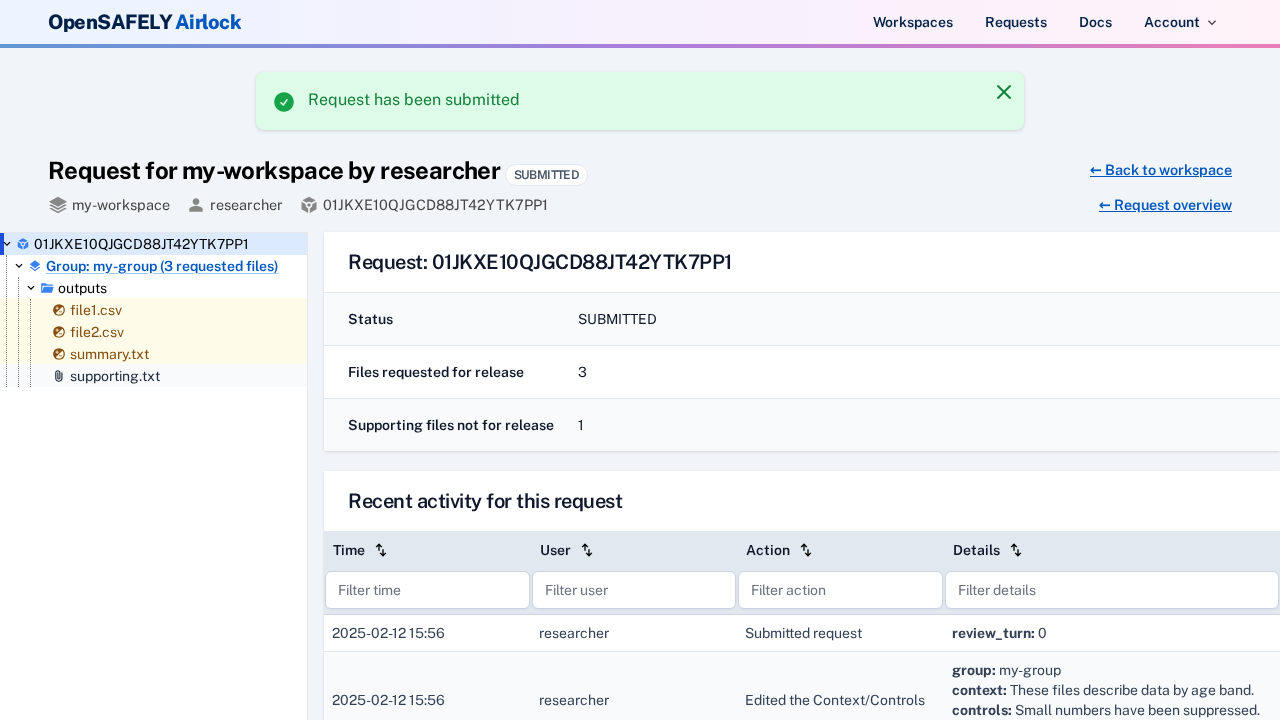 OpenSAFELY Airlock
Workspaces
Requests
Docs
Account
Request has been submitted
Request for my-workspace by researcher
SUBMITTED
← Back to workspace
my-workspace
researcher
01JKXE10QJGCD88JT42YTK7PP1
← Request overview
01JKXE10QJGCD88JT42YTK7PP1
Group: my-group (3 requested files)
outputs
file1.csv
file2.csv
summary.txt
supporting.txt
Request: 01JKXE10QJGCD88JT42YTK7PP1
Status SUBMITTED
Files requested for release 3
Supporting files not for release 1
Recent activity for this request
Time User Action Details
Filter time Filter user Filter action Filter details
2025-02-12 15:56 researcher Submitted request review_turn: 0
group: my-group
context: These files describe data by age band.
2025-02-12 15:56 researcher Edited the Context/Controls
controls: Small numbers have been suppressed.